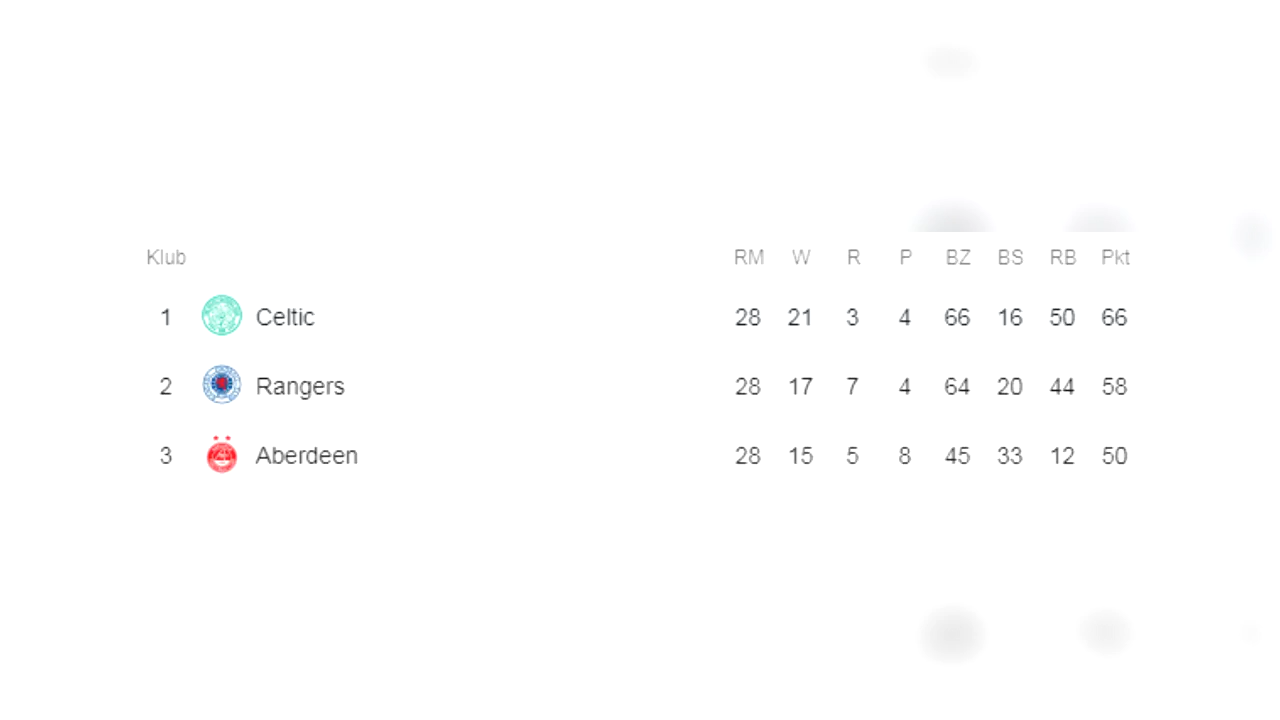 Klub RM W R P BZ BS RB Pkt
1 Celtic 28 21 3 4 66 16 50 66
2 Rangers 28 17 7 4 64 20 44 58
3 Aberdeen 28 15 5 8 45 33 12 50